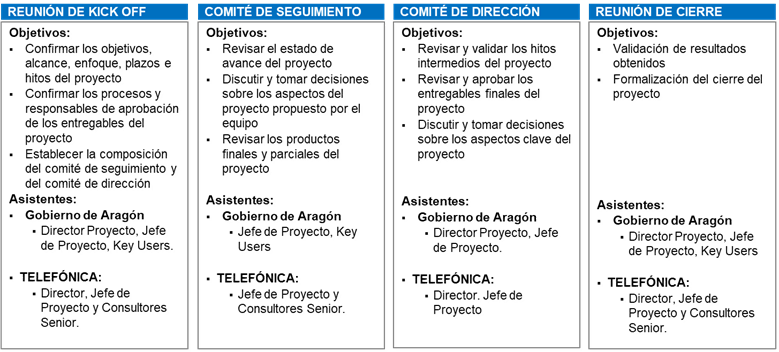 REUNIÓN DE KICK OFF
Objetivos:
▪ Confirmar los objetivos,
alcance, enfoque, plazos e
hitos del proyecto
▪ Confirmar los procesos y
responsables de aprobación
de los entregables del
proyecto
▪ Establecer la composición
del comité de seguimiento y
del comité de dirección
Asistentes:
▪ Gobierno de Aragón
▪ Director Proyecto, Jefe
de Proyecto, Key Users.
▪ TELEFÓNICA:
▪ Director, Jefe de
Proyecto y Consultores
Senior.
COMITÉ DE SEGUIMIENTO
Objetivos:
▪ Revisar el estado de
avance del proyecto
▪ Discutir y tomar decisiones
sobre los aspectos del
proyecto propuesto por el
equipo
▪ Revisar los productos
finales y parciales del
proyecto
Asistentes:
▪ Gobierno de Aragón
▪ Jefe de Proyecto, Key
Users
▪ TELEFÓNICA:
▪ Jefe de Proyecto y
Consultores Senior.
COMITÉ DE DIRECCIÓN
Objetivos:
▪ Revisar y validar los hitos
intermedios del proyecto
▪ Revisar y aprobar los
entregables finales del
proyecto
▪ Discutir y tomar decisiones
sobre los aspectos clave del
proyecto
Asistentes:
▪ Gobierno de Aragón
▪ Director Proyecto, Jefe
de Proyecto.
▪ TELEFÓNICA:
▪ Director. Jefe de
Proyecto
REUNIÓN DE CIERRE
Objetivos:
▪ Validación de resultados
obtenidos
▪ Formalización del cierre del
proyecto
Asistentes:
▪ Gobierno de Aragón
▪ Director Proyecto, Jefe
de Proyecto, Key Users
▪ TELEFÓNICA:
▪ Director, Jefe de
Proyecto y Consultores
Senior.